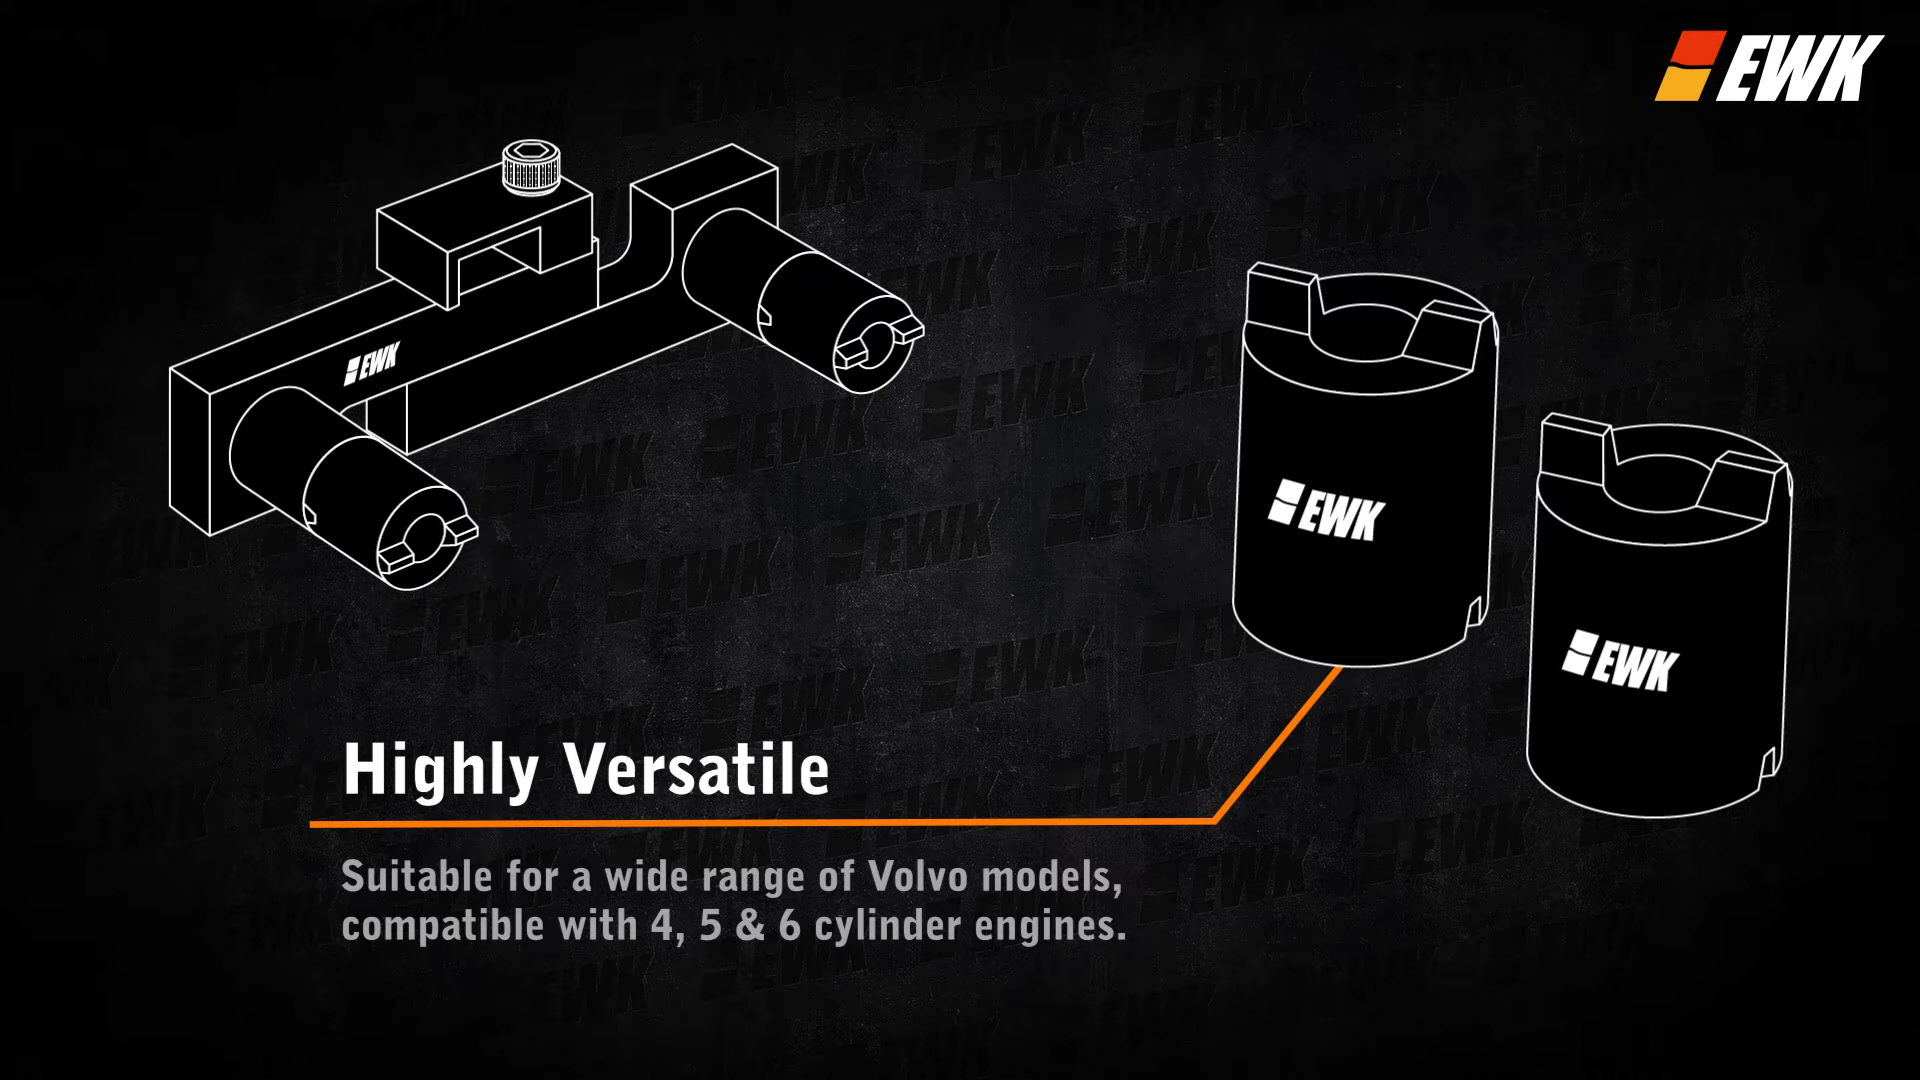 EWK
EWK
EWK
EWK
Highly Versatile
Suitable for a wide range of Volvo models,
compatible with 4, 5 & 6 cylinder engines.